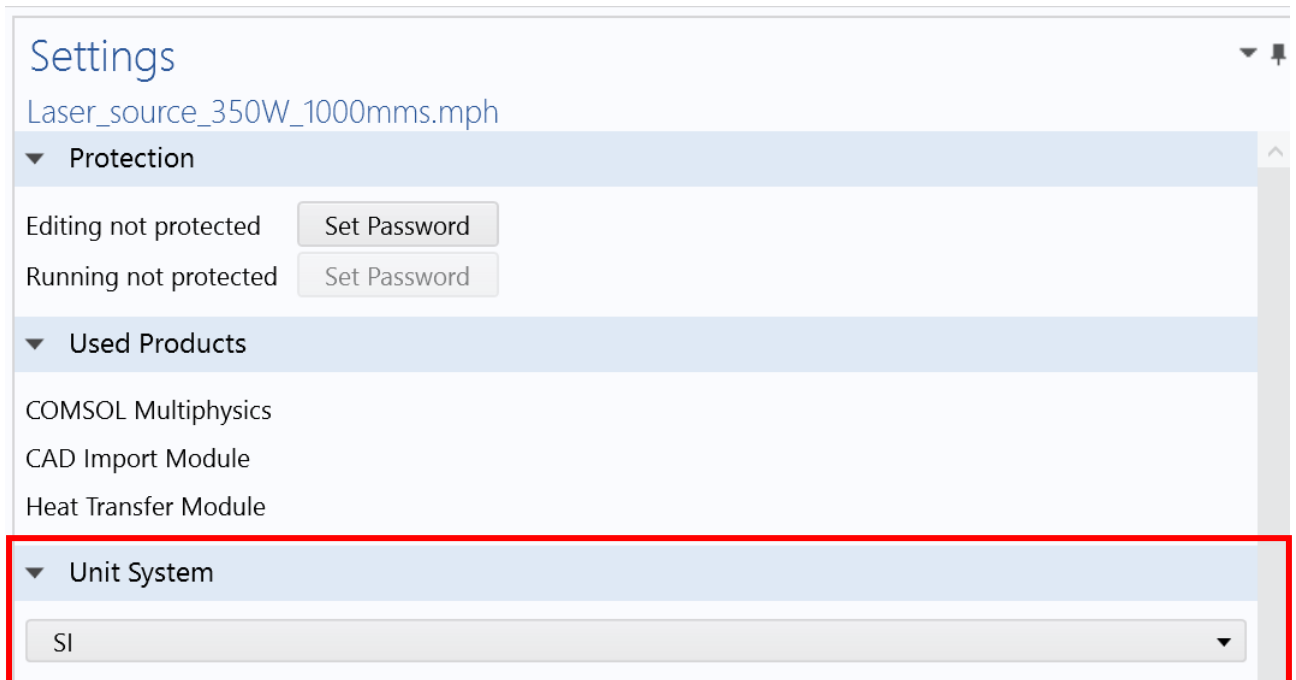 Settings
Laser_source_350W_1000mms.mph
Protection
Editing not protected Set Password
Running not protected Set Password
Used Products
COMSOL Multiphysics
CAD Import Module
Heat Transfer Module
Unit System
SI